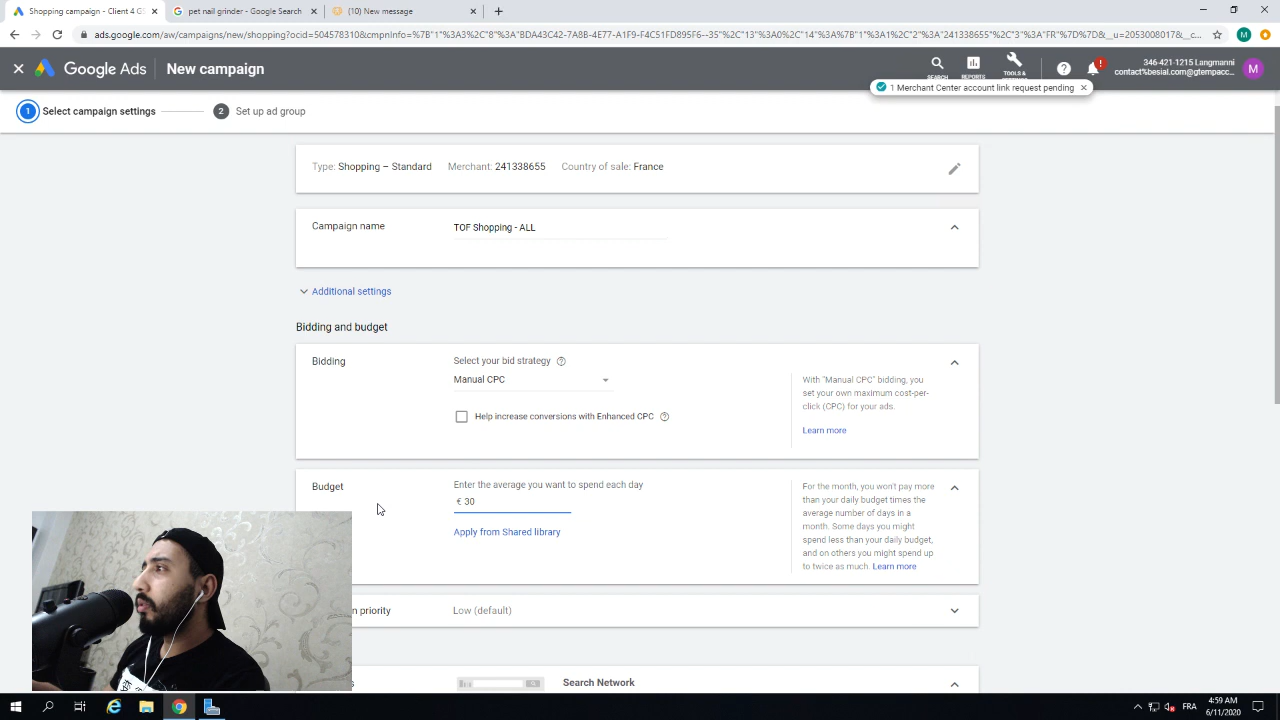 Shopping campaign - Client 4 GS
pet nail grinder - Google Search
(10) New message
ads.google.com/aw/campaigns/new/shopping?ocid=504578310&cmpnInfo=%7B"1"%3A3%2C"8"%3A"BDA43C42-7A8B-4E77-A1F9-F4C51FD895F6--35"%2C"13"%3A0%2C"14"%3A%7B"1"%3A1%2C"2"%3A"241338655"%2C"3"%3A"FR"%7D%7D&__u=2053008017&__c...
M
Google Ads
New campaign
SEARCH
REPORTS
TOOLS &
346-421-1215 Langmanni
contact%besial.com@gtempacc...
M
1 Merchant Center account link request pending
1 Select campaign settings
2 Set up ad group
Type: Shopping – Standard Merchant: 241338655 Country of sale: France
Campaign name
TOF Shopping - ALL
Additional settings
Bidding and budget
Bidding
Select your bid strategy
Manual CPC
Help increase conversions with Enhanced CPC
With "Manual CPC" bidding, you
set your own maximum cost-per-
click (CPC) for your ads.
Learn more
Budget
Enter the average you want to spend each day
€ 30
Apply from Shared library
For the month, you won't pay more
than your daily budget times the
average number of days in a
month. Some days you might
spend less than your daily budget,
and on others you might spend up
to twice as much. Learn more
n priority
Low (default)
s
Search Network
FRA
4:59 AM
6/11/2020